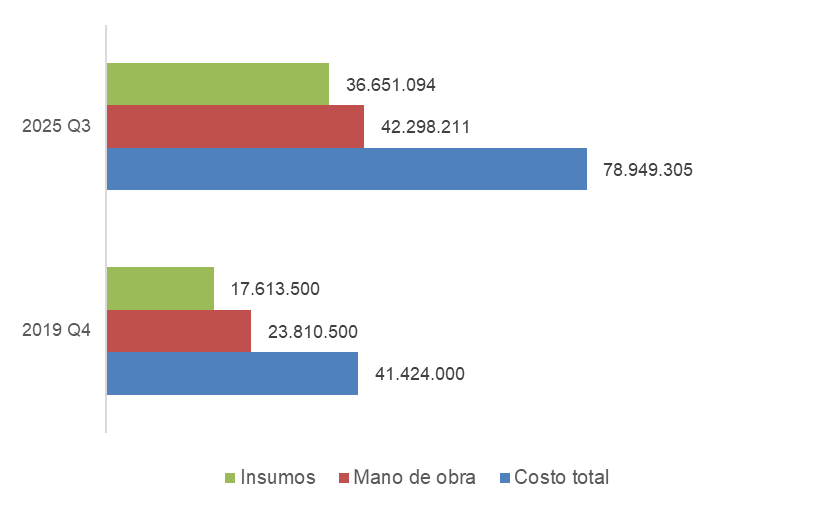 36.651.094
2025 Q3
42.298.211
78.949.305
17.613.500
2019 Q4
23.810.500
41.424.000
Insumos Mano de obra Costo total